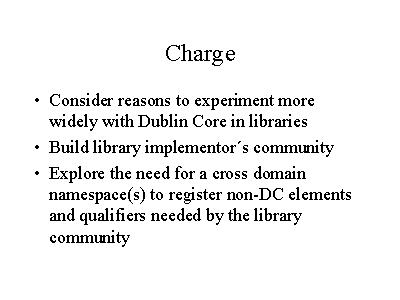 Charge
• Consider reasons to experiment more
widely with Dublin Core in libraries
• Build library implementor´s community
• Explore the need for a cross domain
namespace(s) to register non-DC elements
and qualifiers needed by the library
community